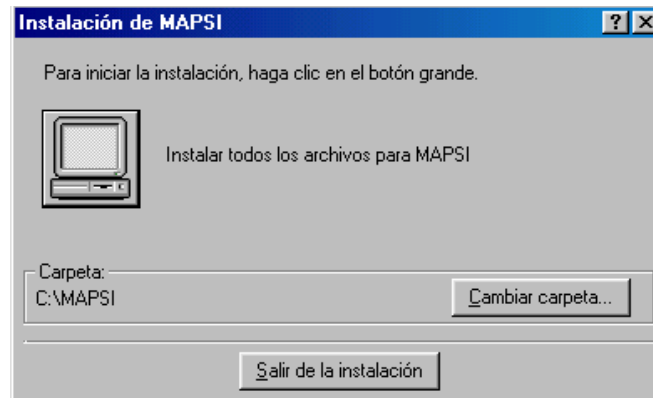 Instalación de MAPSI
Para iniciar la instalación, haga clic en el botón grande.
Instalar todos los archivos para MAPSI
Carpeta:
C:\MAPSI
Cambiar carpeta...
Salir de la instalación